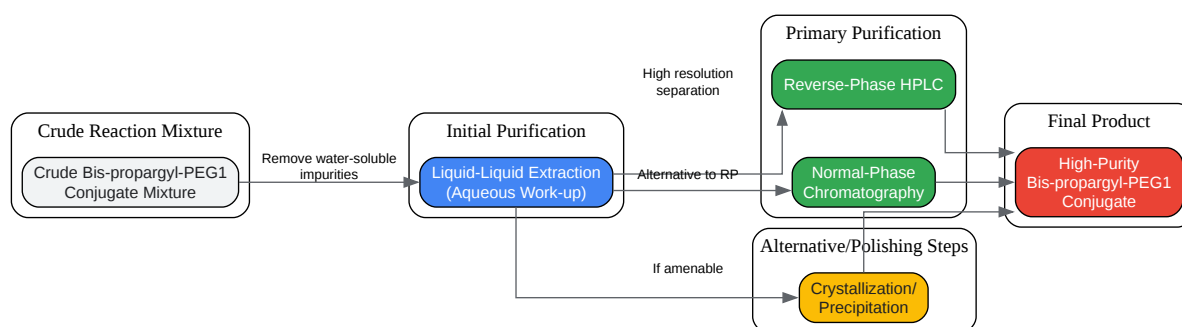 Crude Reaction Mixture
Crude Bis-propargyl-PEG1
Conjugate Mixture
Remove water-soluble
impurities
Initial Purification
Liquid-Liquid Extraction
(Aqueous Work-up)
High resolution
separation
Alternative to RP
If amenable
Primary Purification
Reverse-Phase HPLC
Normal-Phase
Chromatography
Alternative/Polishing Steps
Crystallization/
Precipitation
Final Product
High-Purity
Bis-propargyl-PEG1
Conjugate